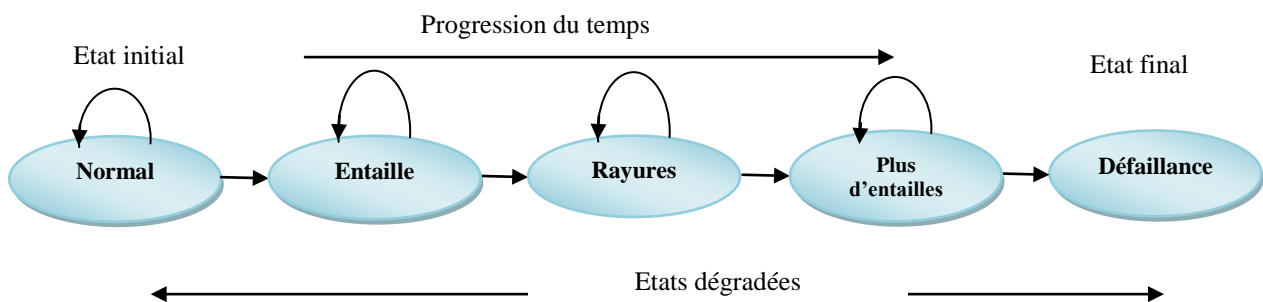 Progression du temps
Etat initial
Etat final
Normal
Entaille
Rayures
Plus
d'entailles
Défaillance
Etats dégradées